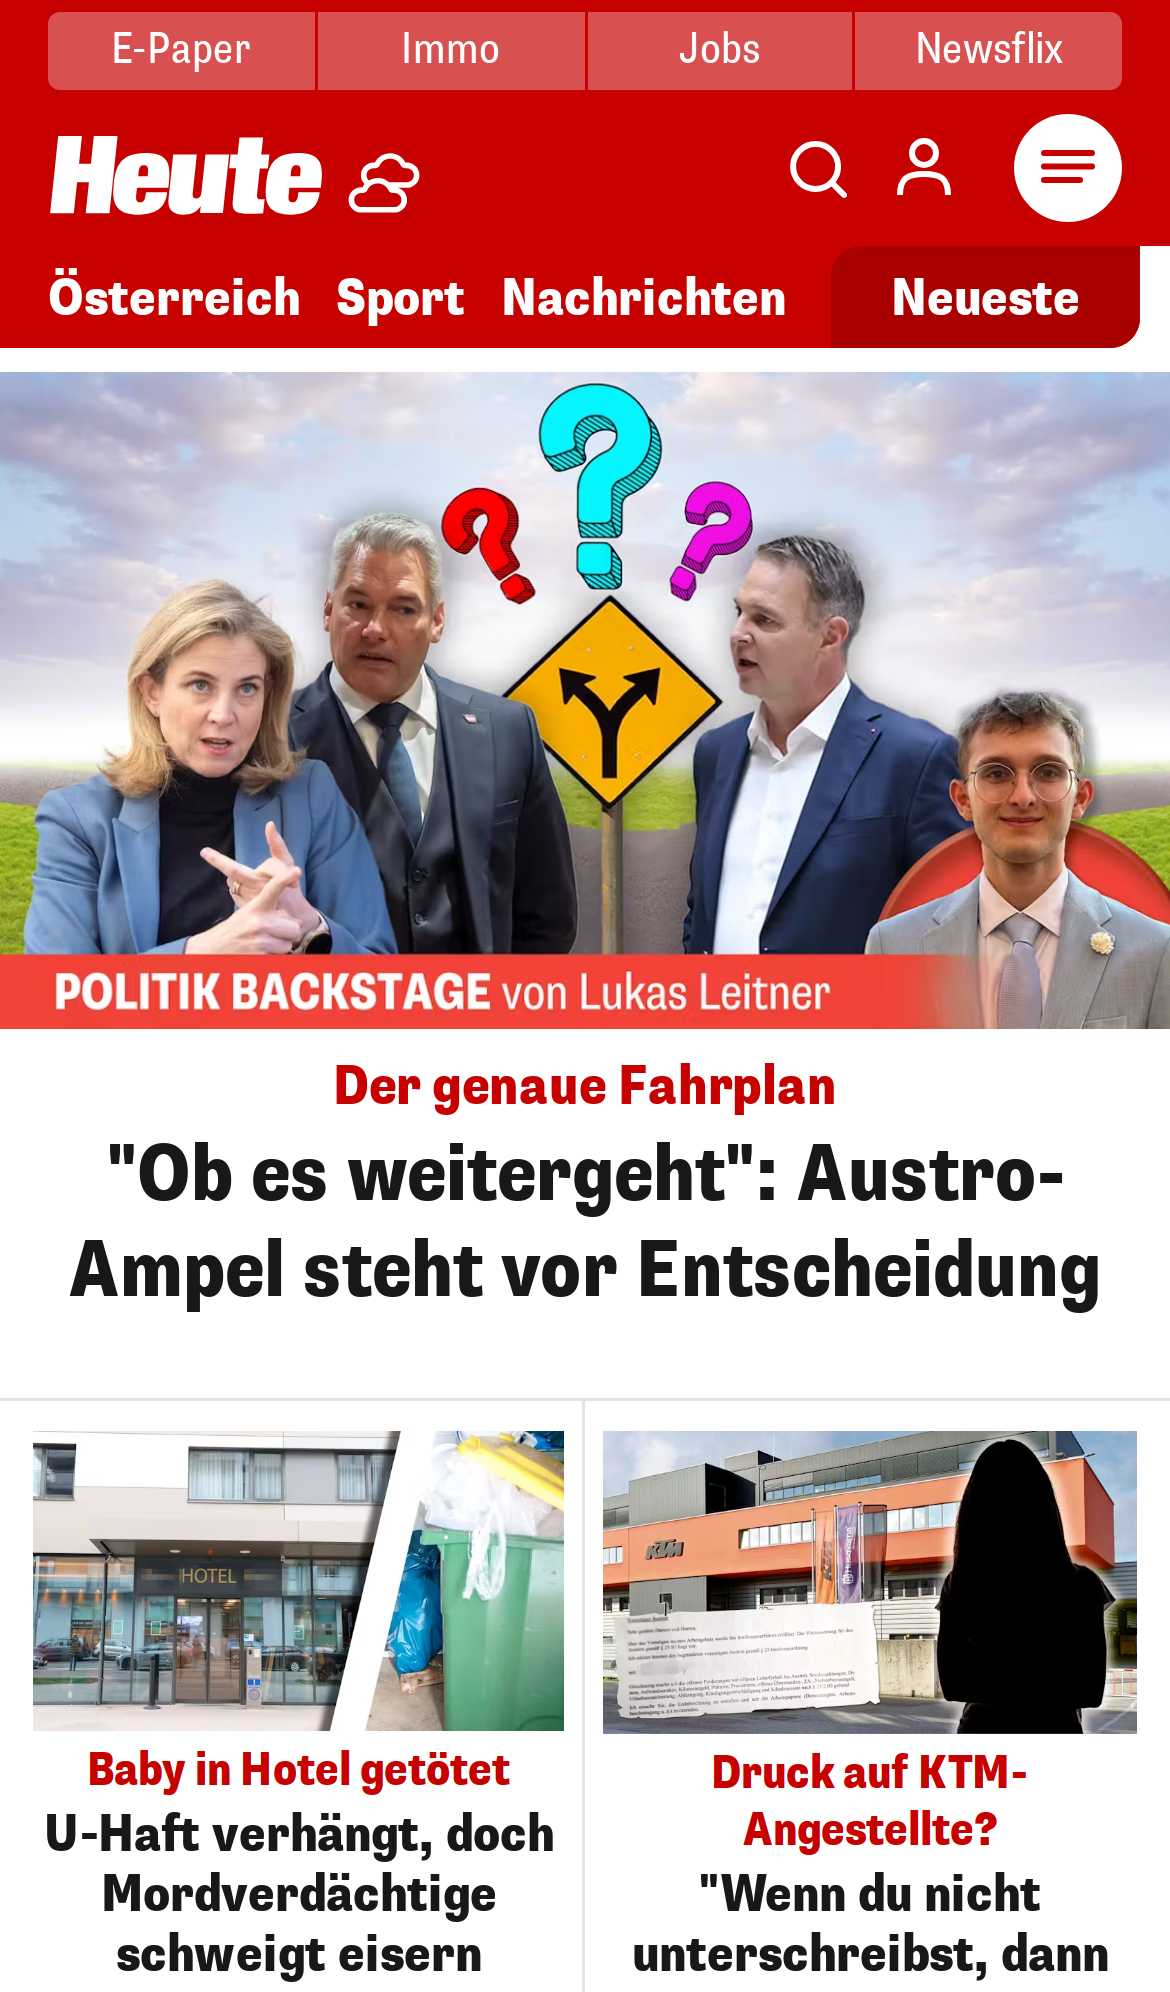 E-Paper Immo Jobs Newsflix
Heute
Österreich Sport Nachrichten Neueste
POLITIK BACKSTAGE von Lukas Leitner
Der genaue Fahrplan
"Ob es weitergeht": Austro-
Ampel steht vor Entscheidung
HOTEL
Baby in Hotel getötet
U-Haft verhängt, doch
Mordverdächtige
schweigt eisern
KTM
KTM
Husqvarna
Druck auf KTM-
Angestellte?
"Wenn du nicht
unterschreibst, dann